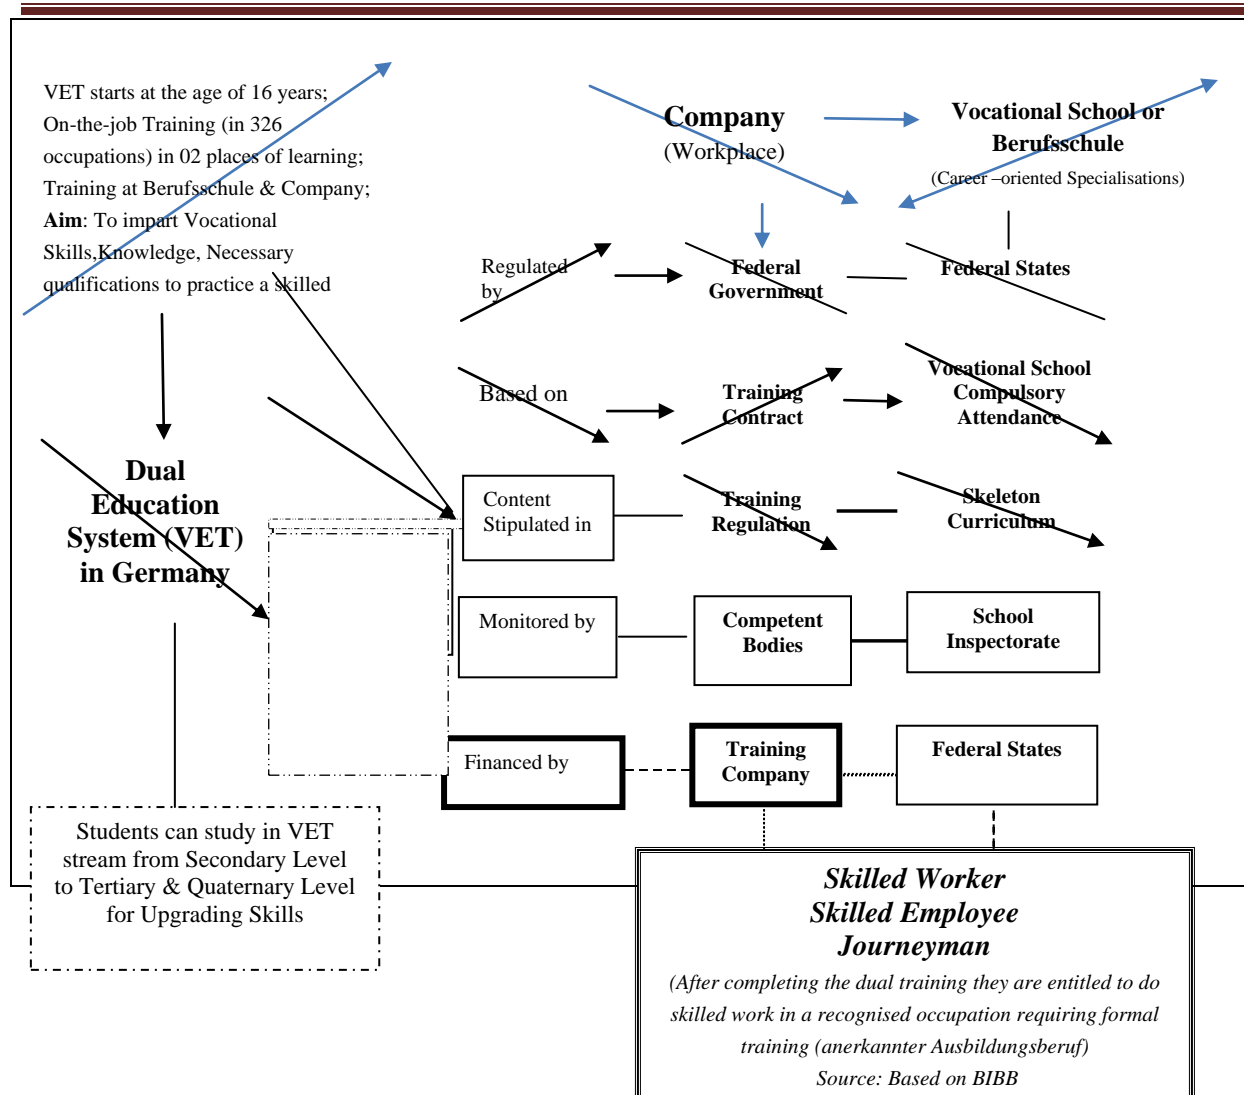 VET starts at the age of 16 years;
On-the-job Training (in 326
occupations) in 02 places of learning;
Training at Berufsschule & Company;
Aim: To impart Vocational
Skills,Knowledge, Necessary
qualifications to practice a skilled
Company
(Workplace)
Vocational School or
Berufsschule
(Career –oriented Specialisations)
Regulated
by
Federal
Government
Federal States
Based on
Training
Contract
Vocational School
Compulsory
Attendance
Dual
Education
System (VET)
in Germany
Content
Stipulated in
Training
Regulation
Skeleton
Curriculum
Monitored by
Competent
Bodies
School
Inspectorate
Financed by
Training
Company
Federal States
Students can study in VET
stream from Secondary Level
to Tertiary & Quaternary Level
for Upgrading Skills
Skilled Worker
Skilled Employee
Journeyman
(After completing the dual training they are entitled to do
skilled work in a recognised occupation requiring formal
training (anerkannter Ausbildungsberuf)
Source: Based on BIBB